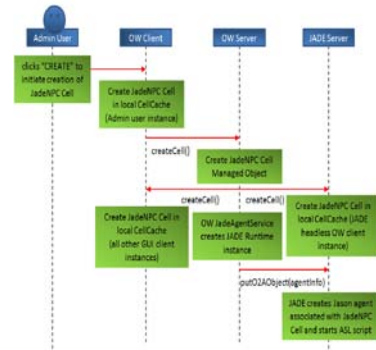 Admin User
OW Client
OW Server
JADE Server
clicks "CREATE" to
initiate creation of
JadeNPC Cell
Create JadeNPC Cell
in local CellCache
(Admin user instance)
createCell()
Create JadeNPC Cell
Managed Object
createCell()
createCell()
Create JadeNPC Cell in
local CellCache
(all other GUI client
instances)
OW JadeAgentService
creates JADE Runtime
instance
Create JadeNPC Cell in
local CellCache (JADE
headless OW client
instance)
putO2AObject(agentInfo)
JADE creates Jason agent
associated with JadeNPC
Cell and starts ASL script